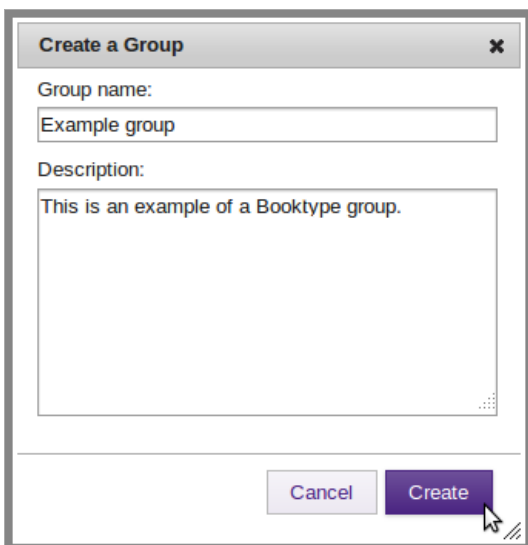 Create a Group
Group name:
Example group
Description:
This is an example of a Booktype group.
Cancel
Create